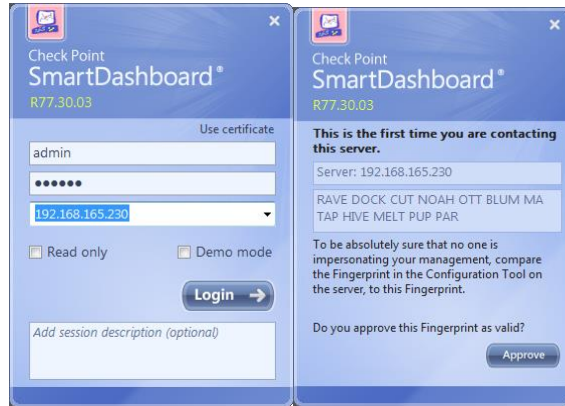 Check Point
SmartDashboard®
R77.30.03
Use certificate
admin
••••••
192.168.165.230
Read only
Demo mode
Login
Add session description (optional)
Check Point
SmartDashboard®
R77.30.03
This is the first time you are contacting
this server.
Server: 192.168.165.230
RAVE DOCK CUT NOAH OTT BLUM MA
TAP HIVE MELT PUP PAR
To be absolutely sure that no one is
impersonating your management, compare
the Fingerprint in the Configuration Tool on
the server, to this Fingerprint.
Do you approve this Fingerprint as valid?
Approve